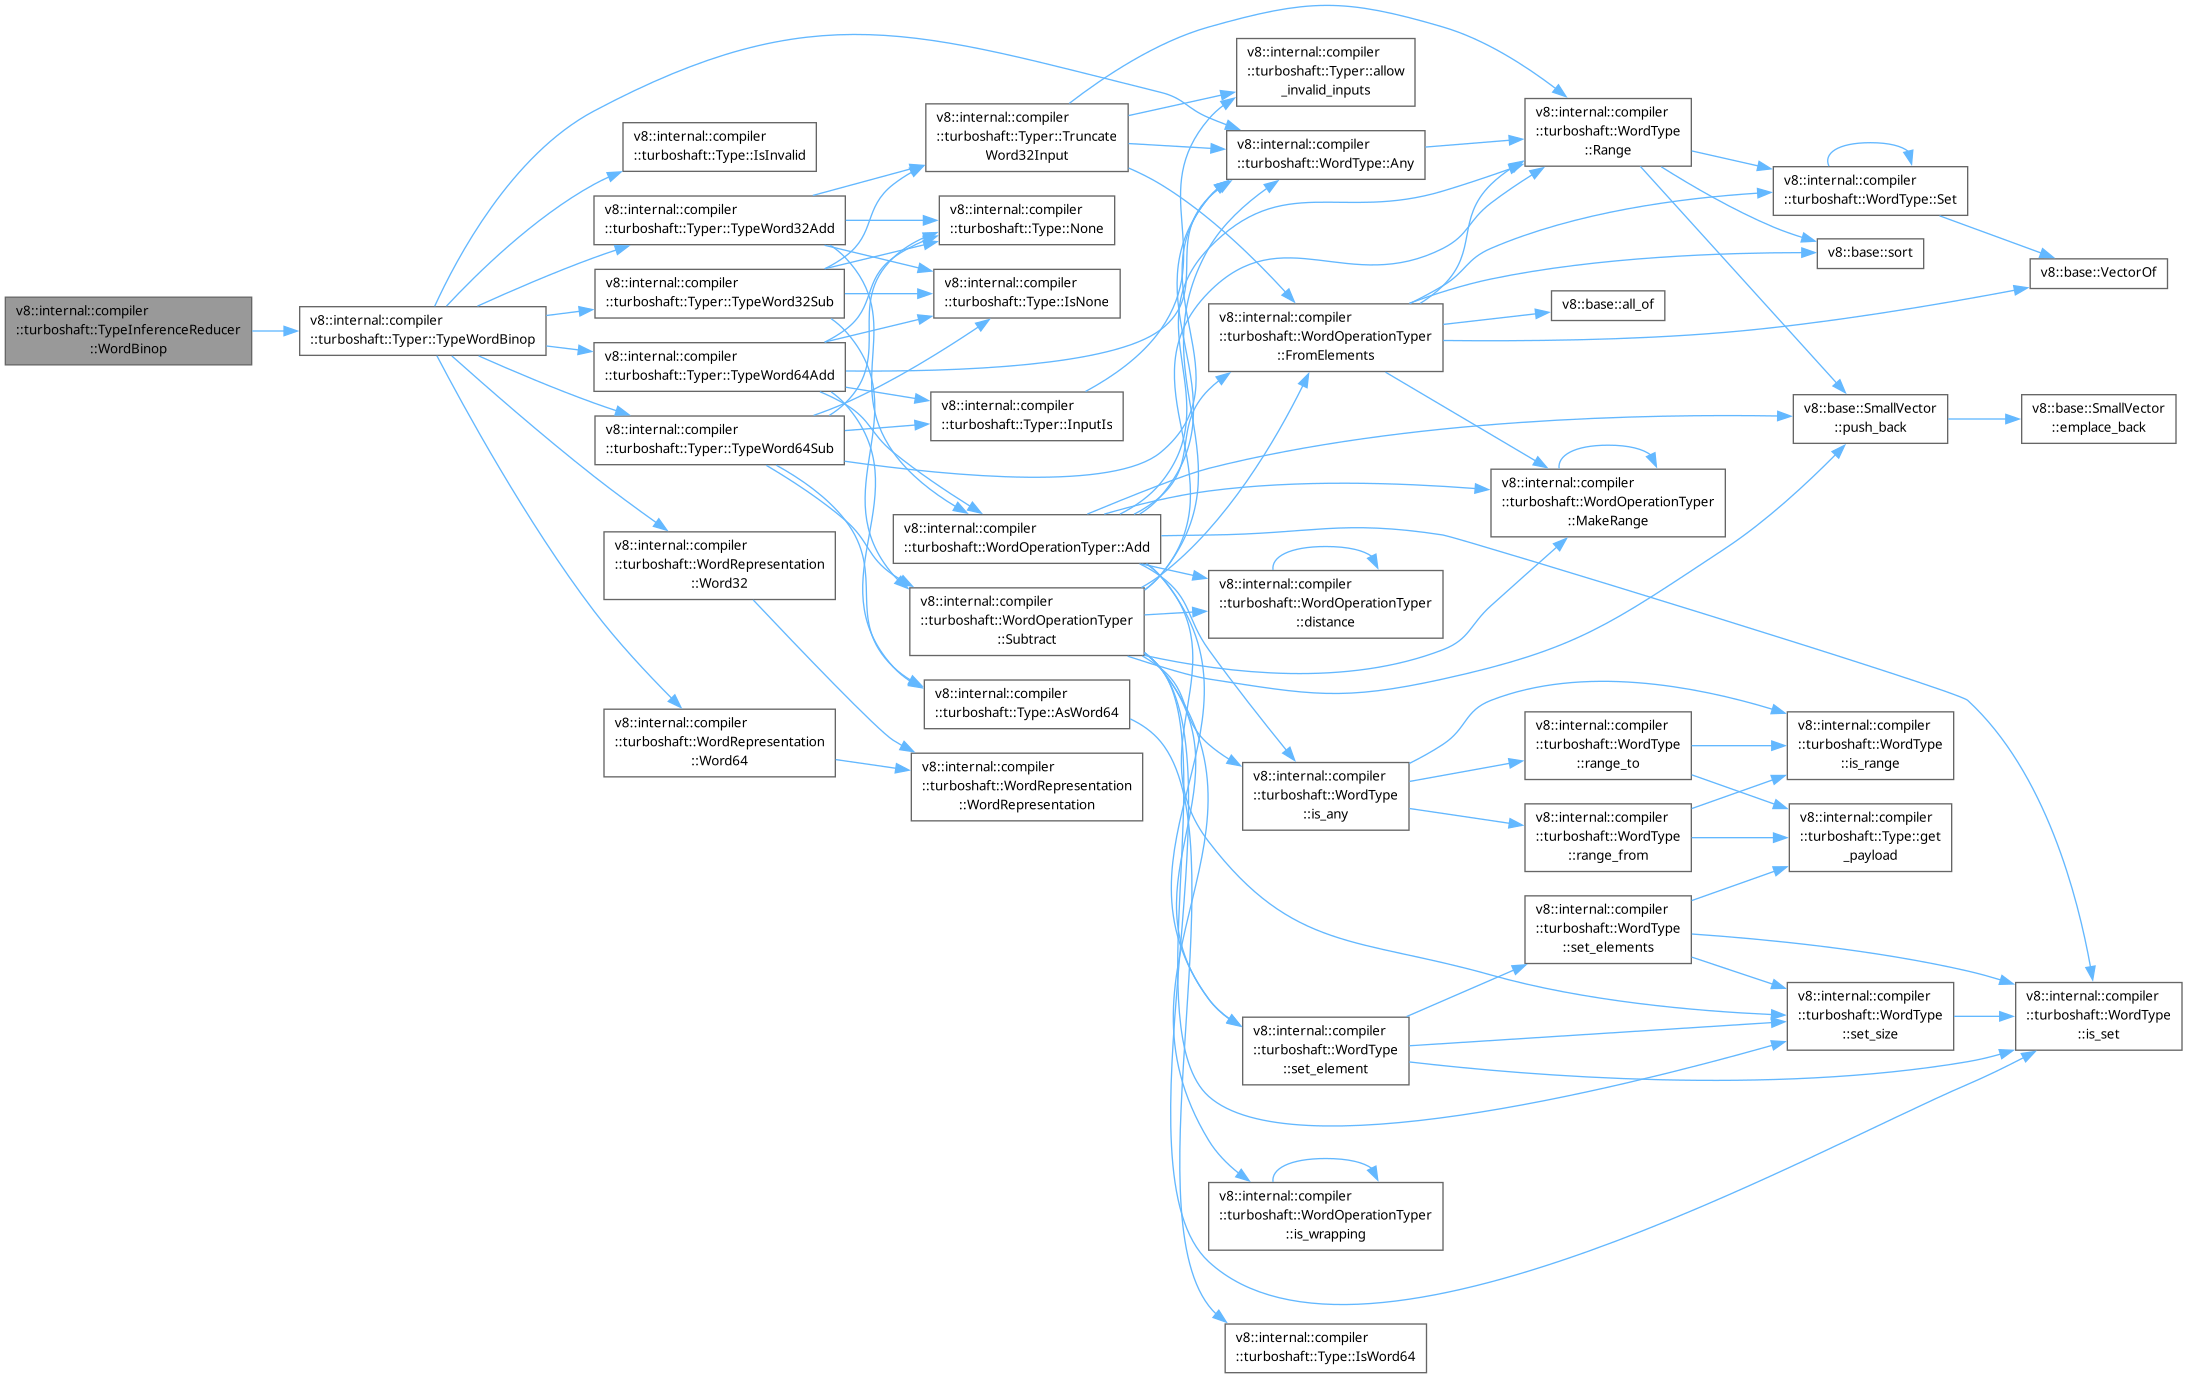 v8::internal::compiler
::turboshaft::TypeInferenceReducer
::WordBinop
v8::internal::compiler
::turboshaft::Typer::TypeWordBinop
v8::internal::compiler
::turboshaft::Type::IsInvalid
v8::internal::compiler
::turboshaft::Typer::TypeWord32Add
v8::internal::compiler
::turboshaft::Typer::TypeWord32Sub
v8::internal::compiler
::turboshaft::Typer::TypeWord64Add
v8::internal::compiler
::turboshaft::Typer::TypeWord64Sub
v8::internal::compiler
::turboshaft::WordRepresentation
::Word32
v8::internal::compiler
::turboshaft::WordRepresentation
::Word64
v8::internal::compiler
::turboshaft::Typer::Truncate
Word32Input
v8::internal::compiler
::turboshaft::Type::None
v8::internal::compiler
::turboshaft::Type::IsNone
v8::internal::compiler
::turboshaft::Typer::InputIs
v8::internal::compiler
::turboshaft::WordOperationTyper::Add
v8::internal::compiler
::turboshaft::WordOperationTyper
::Subtract
v8::internal::compiler
::turboshaft::Type::AsWord64
v8::internal::compiler
::turboshaft::WordRepresentation
::WordRepresentation
v8::internal::compiler
::turboshaft::Typer::allow
_invalid_inputs
v8::internal::compiler
::turboshaft::WordType::Any
v8::internal::compiler
::turboshaft::WordOperationTyper
::FromElements
v8::internal::compiler
::turboshaft::WordOperationTyper
::distance
v8::internal::compiler
::turboshaft::WordType
::is_any
v8::internal::compiler
::turboshaft::WordType
::set_element
v8::internal::compiler
::turboshaft::WordOperationTyper
::is_wrapping
v8::internal::compiler
::turboshaft::Type::IsWord64
v8::internal::compiler
::turboshaft::WordType
::Range
v8::base::all_of
v8::internal::compiler
::turboshaft::WordOperationTyper
::MakeRange
v8::internal::compiler
::turboshaft::WordType
::range_to
v8::internal::compiler
::turboshaft::WordType
::range_from
v8::internal::compiler
::turboshaft::WordType
::set_elements
v8::internal::compiler
::turboshaft::WordType::Set
v8::base::sort
v8::base::SmallVector
::push_back
v8::internal::compiler
::turboshaft::WordType
::is_range
v8::internal::compiler
::turboshaft::Type::get
_payload
v8::internal::compiler
::turboshaft::WordType
::set_size
v8::base::VectorOf
v8::base::SmallVector
::emplace_back
v8::internal::compiler
::turboshaft::WordType
::is_set